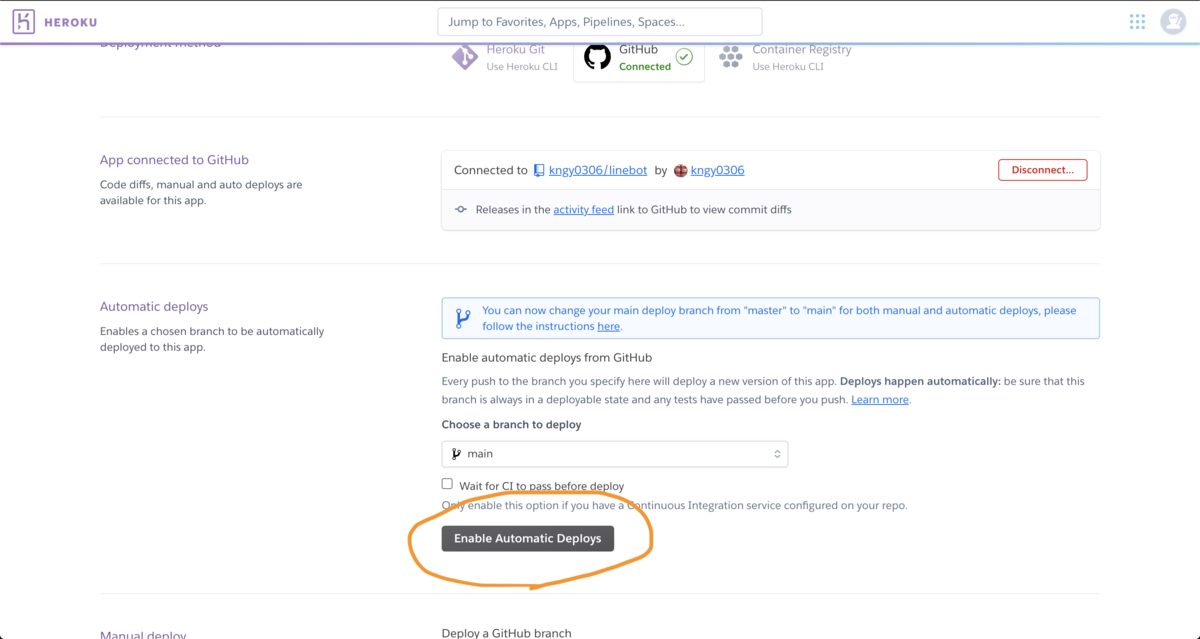 HEROKU
Jump to Favorites, Apps, Pipelines, Spaces...
Deployment method
Heroku Git
Use Heroku CLI
GitHub
Connected
Container Registry
Use Heroku CLI
App connected to GitHub
Code diffs, manual and auto deploys are
available for this app.
Connected to kngy0306/linebot by kngy0306
Disconnect...
Releases in the activity feed link to GitHub to view commit diffs
Automatic deploys
Enables a chosen branch to be automatically
deployed to this app.
You can now change your main deploy branch from "master" to "main" for both manual and automatic deploys, please
follow the instructions here.
Enable automatic deploys from GitHub
Every push to the branch you specify here will deploy a new version of this app. Deploys happen automatically: be sure that this
branch is always in a deployable state and any tests have passed before you push. Learn more.
Choose a branch to deploy
main
Wait for CI to pass before deploy
Only enable this option if you have a Continuous Integration service configured on your repo.
Enable Automatic Deploys
Manual deploy
Deploy a GitHub branch